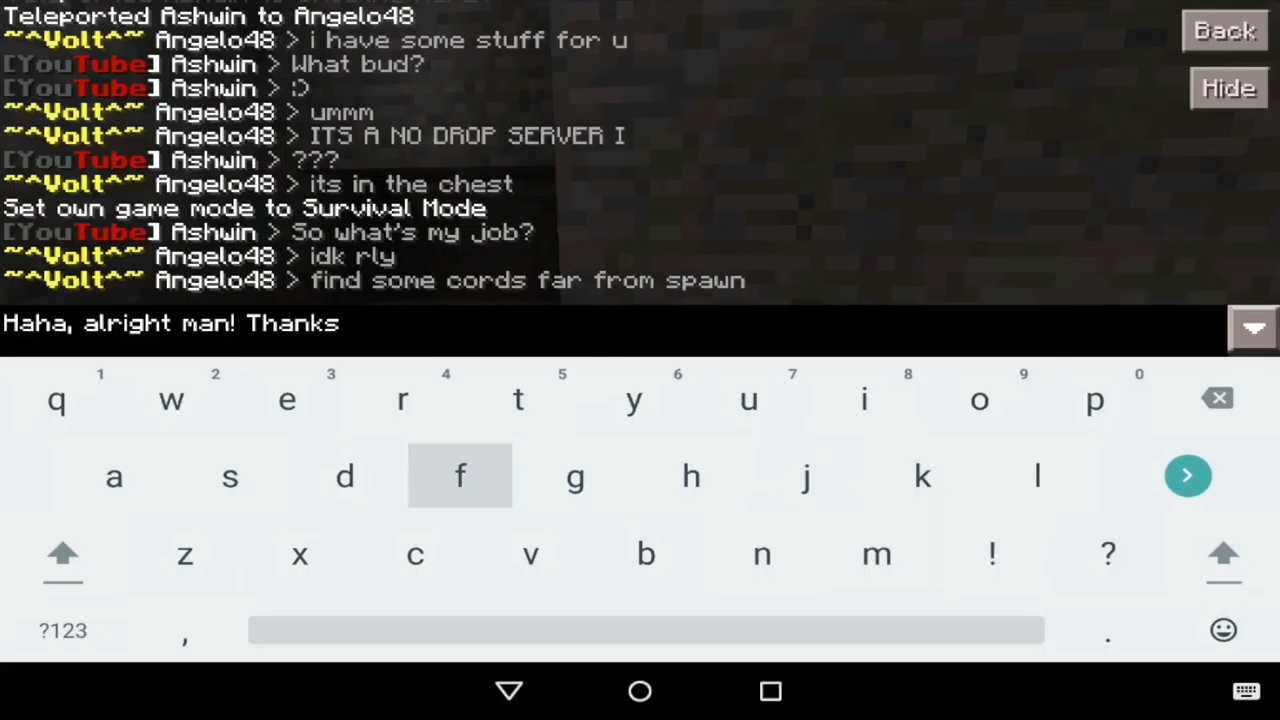 Teleported Ashwin to Angelo48
~^Volt^~ Angelo48 > i have some stuff for u
[YouTube] Ashwin > What bud?
[YouTube] Ashwin > :)
~^Volt^~ Angelo48 > ummm
~^Volt^~ Angelo48 > ITS A NO DROP SERVER I
[YouTube] Ashwin > ???
~^Volt^~ Angelo48 > its in the chest
Set own game mode to Survival Mode
[YouTube] Ashwin > So what's my job?
~^Volt^~ Angelo48 > idk rly
~^Volt^~ Angelo48 > find some cords far from spawn
Back
Hide
Haha, alright man! Thanks
1 2 3 4 5 6 7 8 9 0
q w e r t y u i o p
a s d f g h j k l
z x c v b n m ! ?
?123 , .